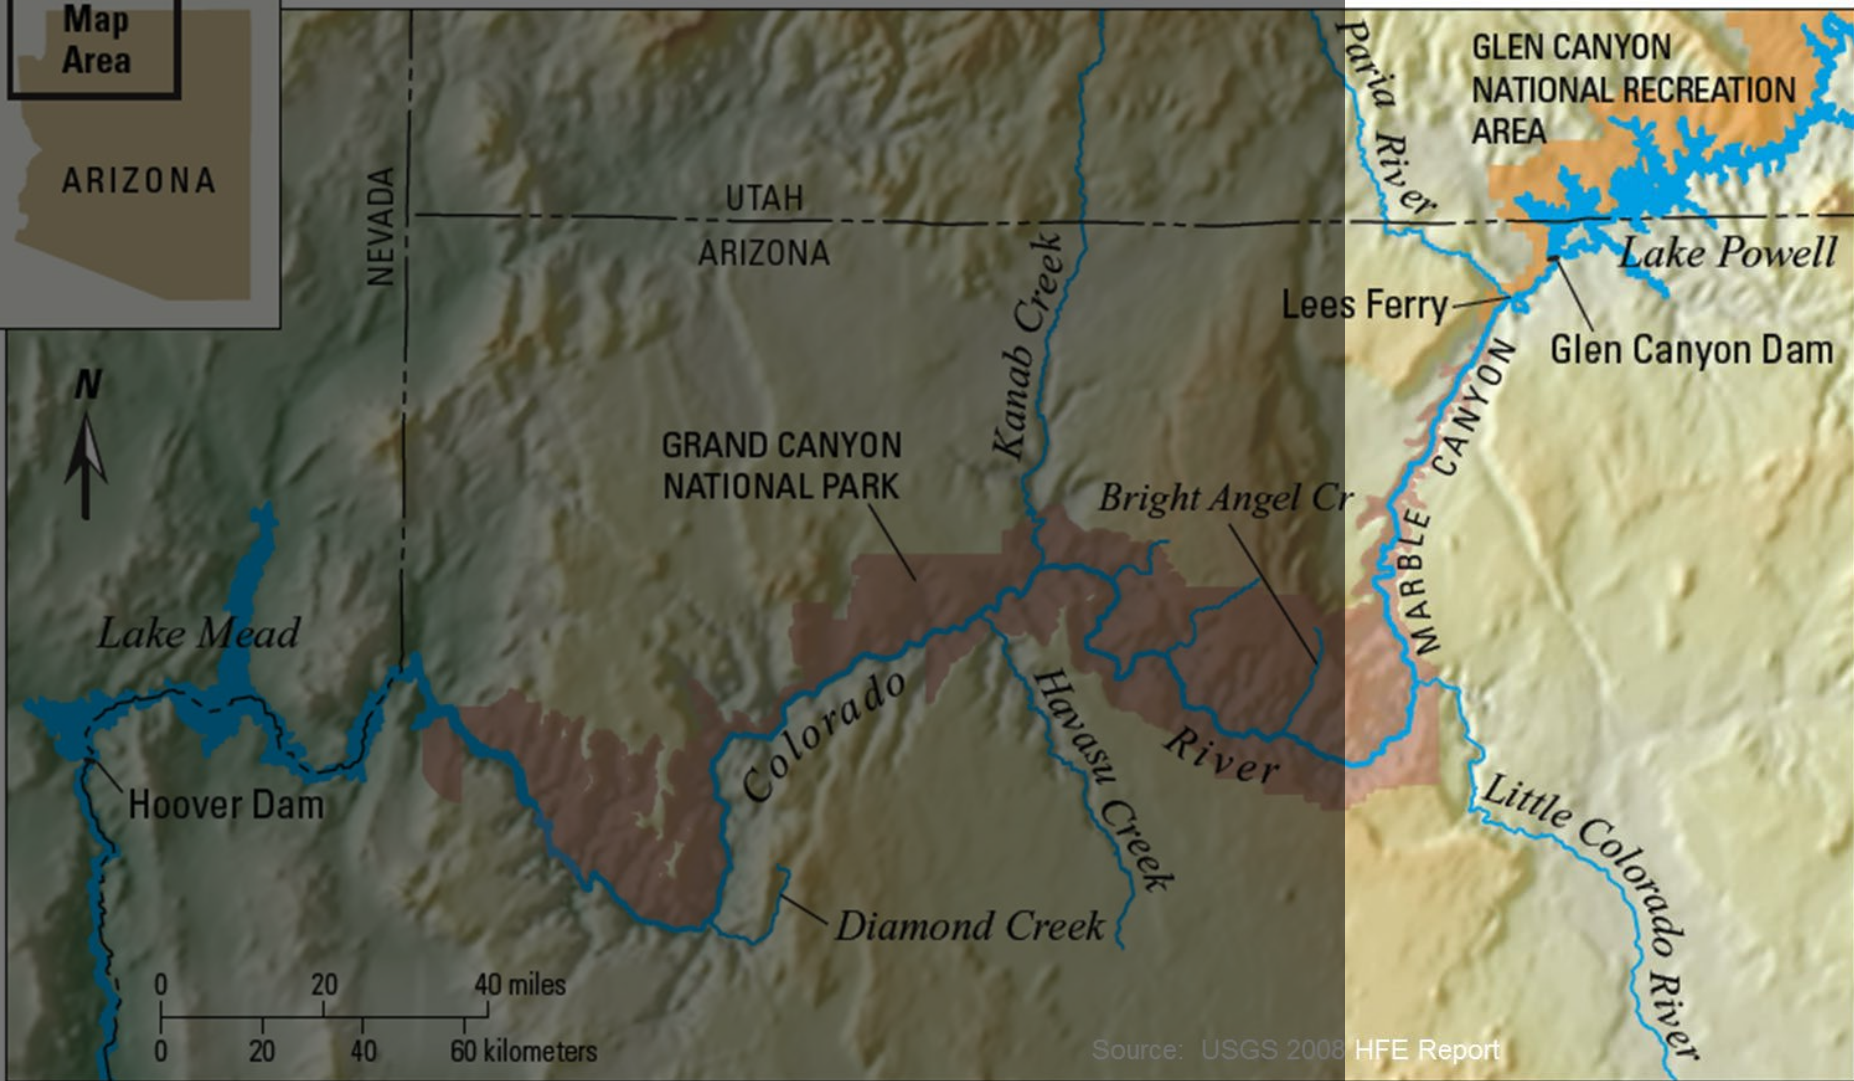 Map
Area
ARIZONA
N
NEVADA
UTAH
ARIZONA
Kanab Creek
Paria River
GLEN CANYON
NATIONAL RECREATION
AREA
Lake Powell
Lees Ferry
Glen Canyon Dam
MARBLE CANYON
GRAND CANYON
NATIONAL PARK
Bright Angel Cr
Lake Mead
Hoover Dam
Colorado River
Havasu Creek
Diamond Creek
Little Colorado River
0 20 40 miles
0 20 40 60 kilometers
Source: USGS 2008 HFE Report